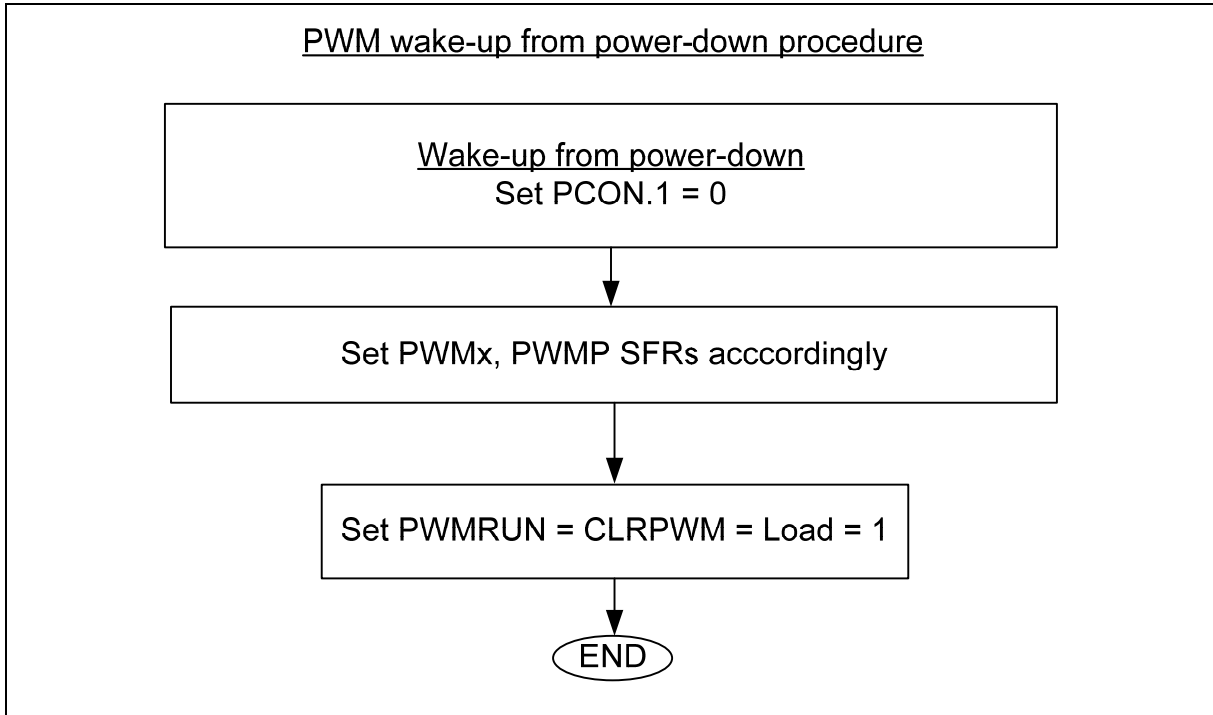 PWM wake-up from power-down procedure
Wake-up from power-down
Set PCON.1 = 0
Set PWMx, PWMP SFRs acccordingly
Set PWMRUN = CLRPWM = Load = 1
END